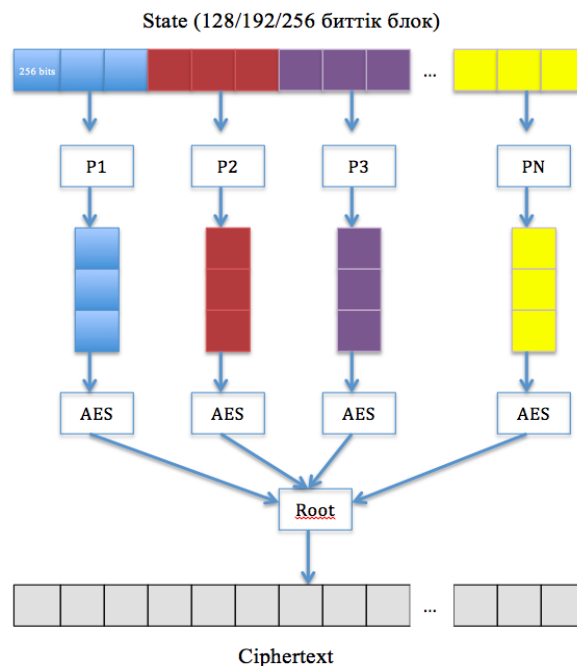 State (128/192/256 биттік блок)
256 bits
...
P1 P2 P3 PN
AES AES AES AES
Root
...
Ciphertext